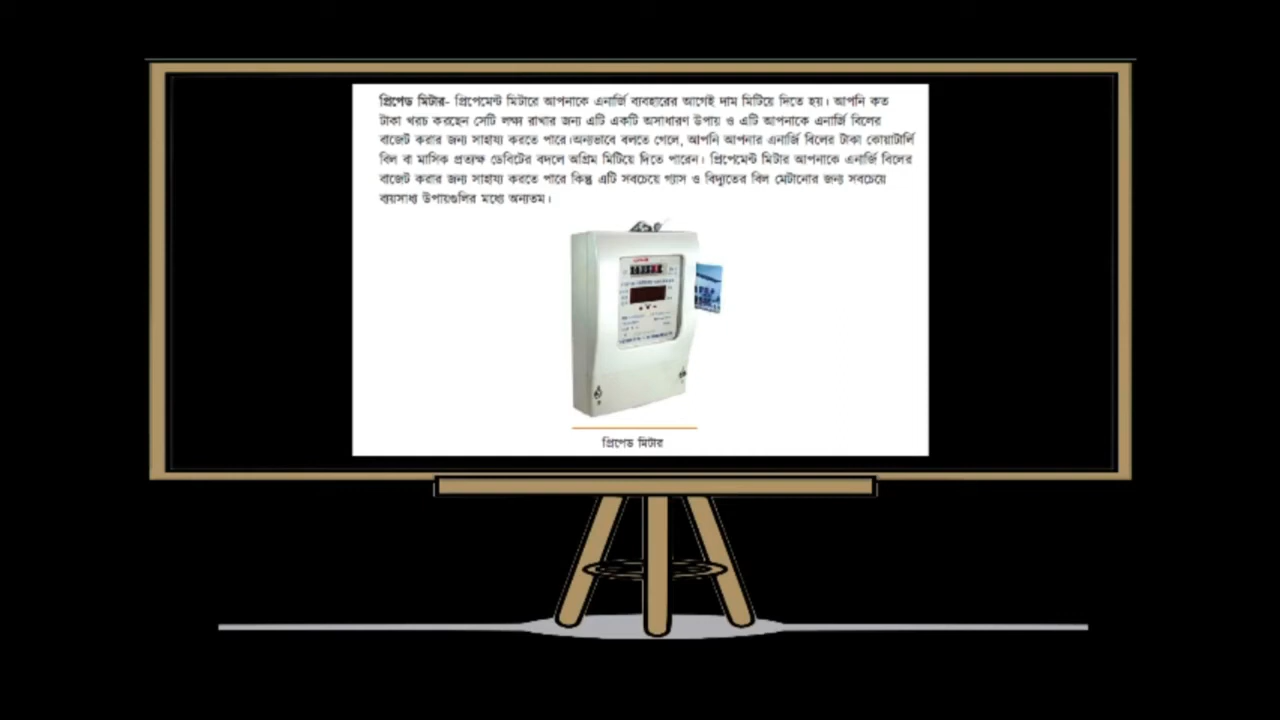 প্রিপেড মিটার- প্রিপেমেন্ট মিটারে আপনাকে এনার্জি ব্যবহারের আগেই দাম মিটিয়ে দিতে হয়। আপনি কত
টাকা খরচ করছেন সেটি লক্ষ্য রাখার জন্য এটি একটি অসাধারণ উপায় ও এটি আপনাকে এনার্জি বিলের
বাজেট করার জন্য সাহায্য করতে পারে।অন্যভাবে বলতে গেলে, আপনি আপনার এনার্জি বিলের টাকা কোয়ার্টার্লি
বিল বা মাসিক প্রত্যক্ষ ডেবিটের বদলে অগ্রিম মিটিয়ে দিতে পারেন। প্রিপেমেন্ট মিটার আপনাকে এনার্জি বিলের
বাজেট করার জন্য সাহায্য করতে পারে কিন্তু এটি সবচেয়ে গ্যাস ও বিদ্যুতের বিল মেটানোর জন্য সবচেয়ে
ব্যয়সাধ্য উপায়গুলির মধ্যে অন্যতম।
প্রিপেড মিটার